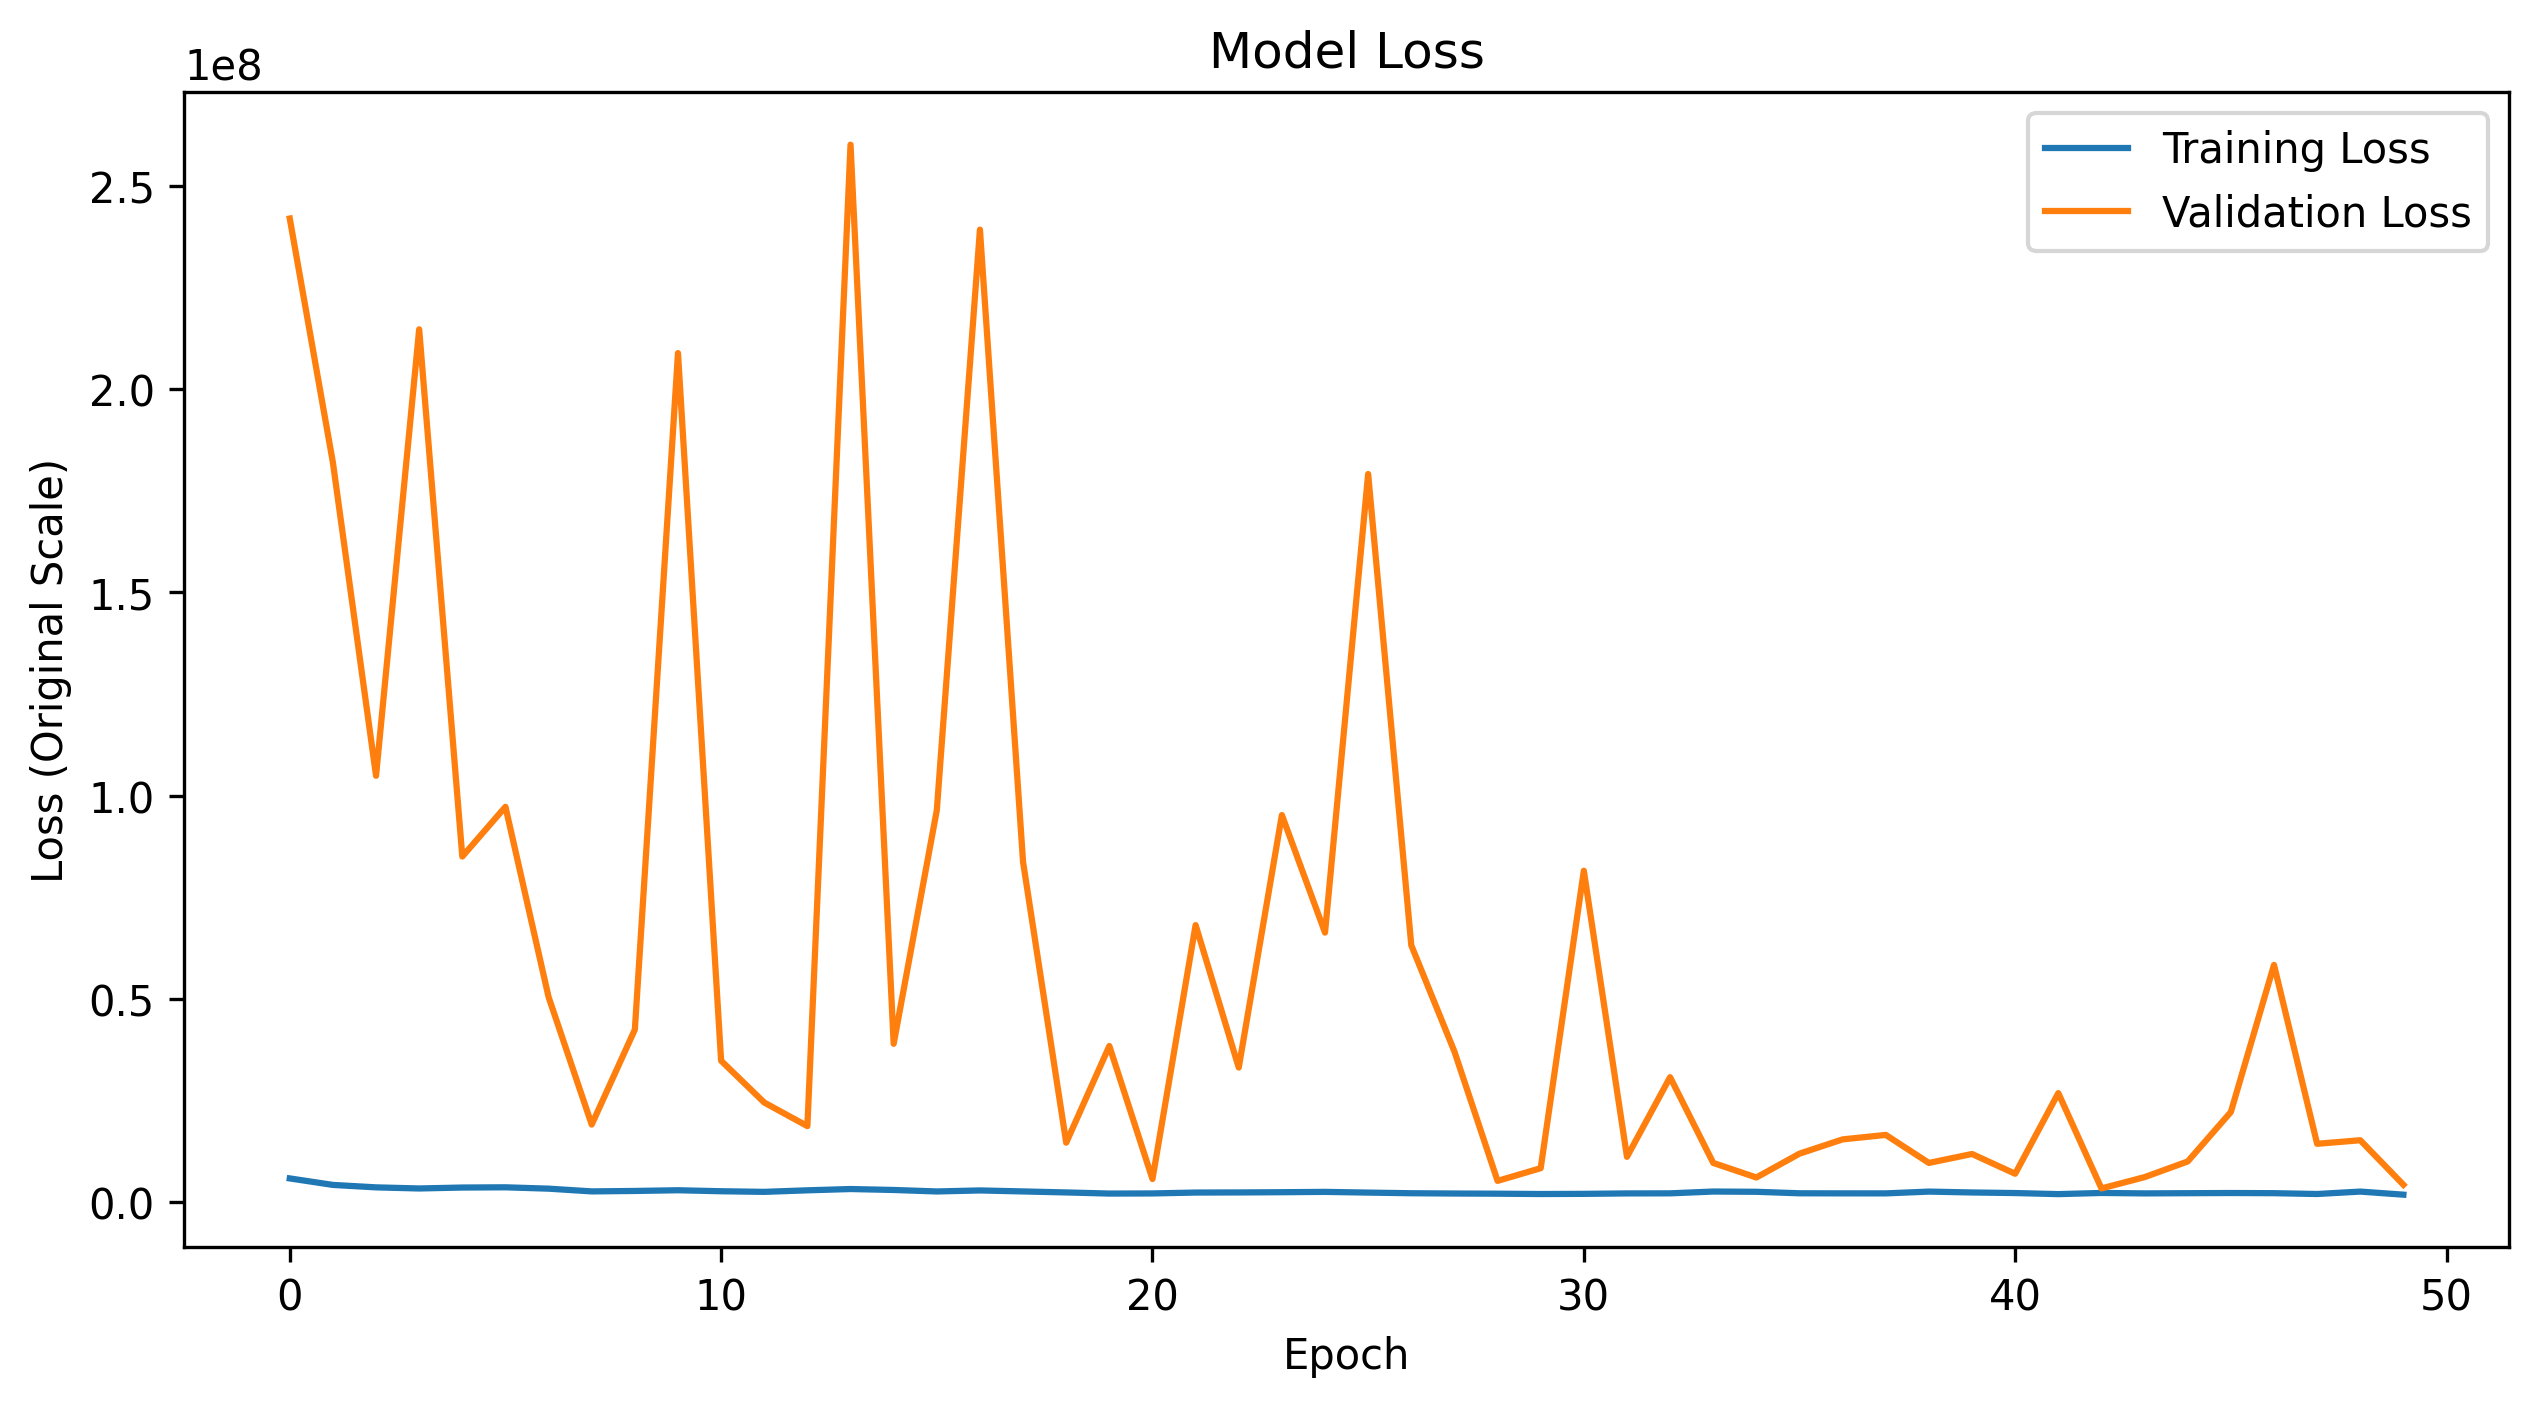 Model Loss
1e8
Training Loss
Validation Loss
2.5
2.0
1.5
1.0
0.5
0.0
Loss (Original Scale)
0 10 20 30 40 50
Epoch